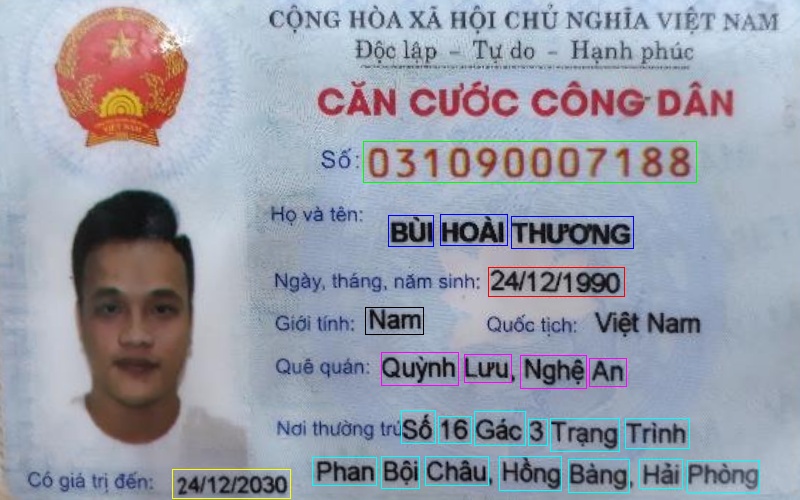 CỘNG HÒA XÃ HỘI CHỦ NGHĨA VIỆT NAM
Độc lập - Tự do - Hạnh phúc
CĂN CƯỚC CÔNG DÂN
Số: 031090007188
Họ và tên:
BÙI HOÀI THƯƠNG
Ngày, tháng, năm sinh: 24/12/1990
Giới tính: Nam Quốc tịch: Việt Nam
Quê quán: Quỳnh Lưu, Nghệ An
Nơi thường trú: Số 16 Gác 3 Trạng Trình
Phan Bội Châu, Hồng Bàng, Hải Phòng
Có giá trị đến: 24/12/2030
VIỆT NAM